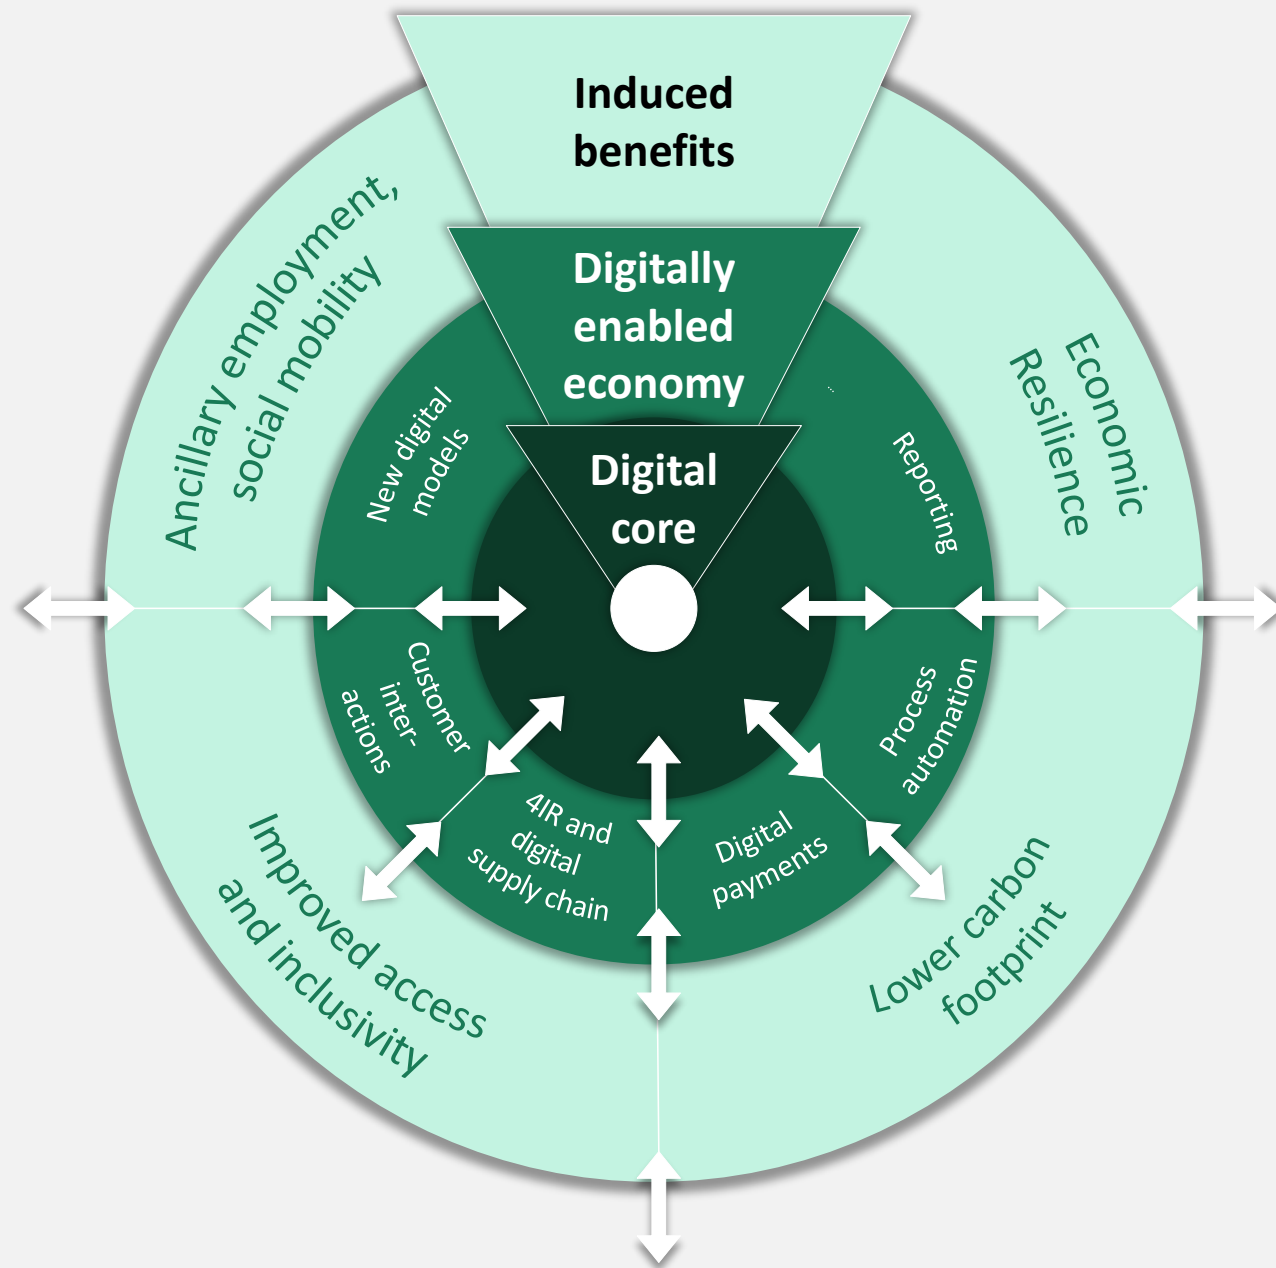 Induced
benefits
Digitally
enabled
economy
Digital
core
Ancillary employment,
social mobility
Economic
Resilience
New digital
models
...
Reporting
Customer
inter-
actions
Process
automation
4IR and
digital
supply chain
Digital
payments
Improved access
and inclusivity
Lower carbon
footprint